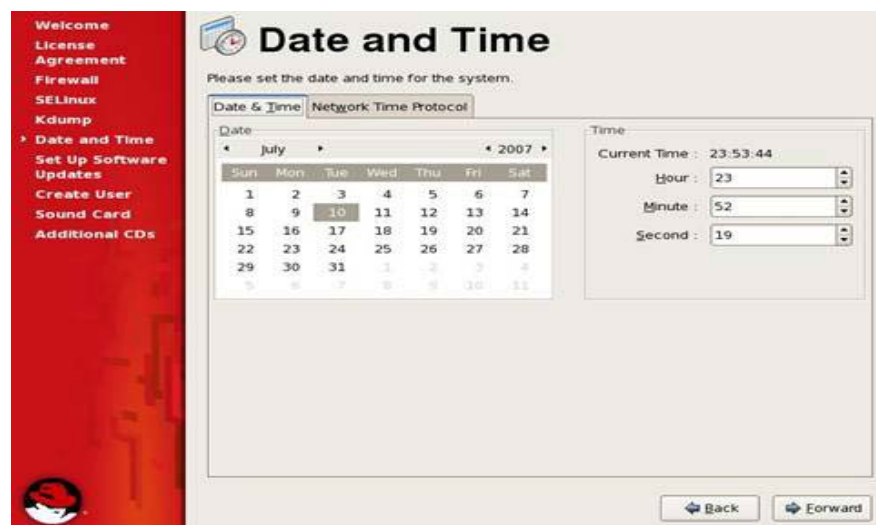 Welcome
License
Agreement
Firewall
SELinux
Kdump
Date and Time
Set Up Software
Updates
Create User
Sound Card
Additional CDs
Date and Time
Please set the date and time for the system.
Date & Time Network Time Protocol
Date
July 2007
Sun Mon Tue Wed Thu Fri Sat
1 2 3 4 5 6 7
8 9 10 11 12 13 14
15 16 17 18 19 20 21
22 23 24 25 26 27 28
29 30 31 1 2 3 4
5 6 7 8 9 10 11
Time
Current Time : 23:53:44
Hour : 23
Minute : 52
Second : 19
Back Forward